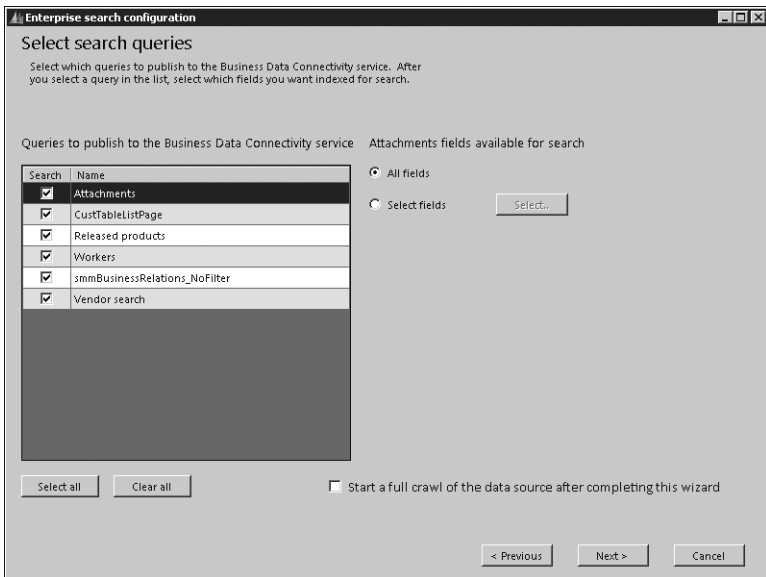 Enterprise search configuration
Select search queries
Select which queries to publish to the Business Data Connectivity service. After
you select a query in the list, select which fields you want indexed for search.
Queries to publish to the Business Data Connectivity service
Attachments fields available for search
Search Name
Attachments
CustTableListPage
Released products
Workers
smmBusinessRelations_NoFilter
Vendor search
All fields
Select fields
Select..
Select all
Clear all
Start a full crawl of the data source after completing this wizard
< Previous
Next >
Cancel